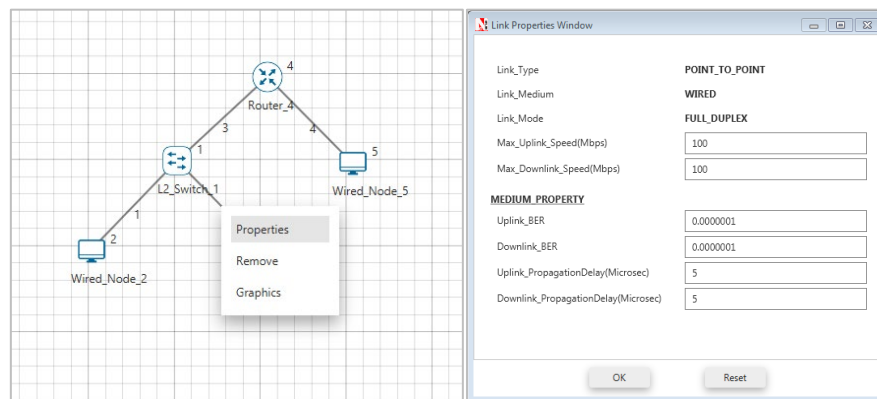 4
Router_4
3
4
1
5
L2_Switch_1
Wired_Node_5
1
2
Wired_Node_2
Properties
Remove
Graphics
Link Properties Window
Link_Type POINT_TO_POINT
Link_Medium WIRED
Link_Mode FULL_DUPLEX
Max_Uplink_Speed(Mbps) 100
Max_Downlink_Speed(Mbps) 100
MEDIUM_PROPERTY
Uplink_BER 0.0000001
Downlink_BER 0.0000001
Uplink_PropagationDelay(Microsec) 5
Downlink_PropagationDelay(Microsec) 5
OK Reset